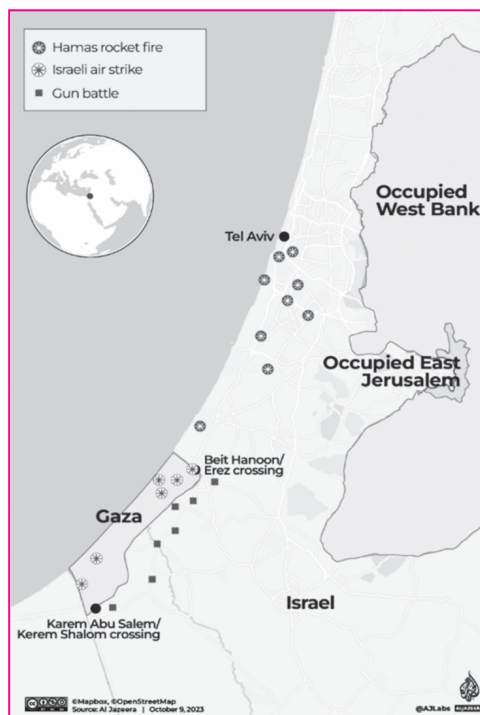 Hamas rocket fire
Israeli air strike
Gun battle
Occupied
West Bank
Tel Aviv
Occupied East
Jerusalem
Beit Hanoon/
Erez crossing
Gaza
Israel
Karem Abu Salem/
Kerem Shalom crossing
©Mapbox, ©OpenStreetMap
Source: Al Jazeera | October 9, 2023
@AJLabs
ALJAZEERA